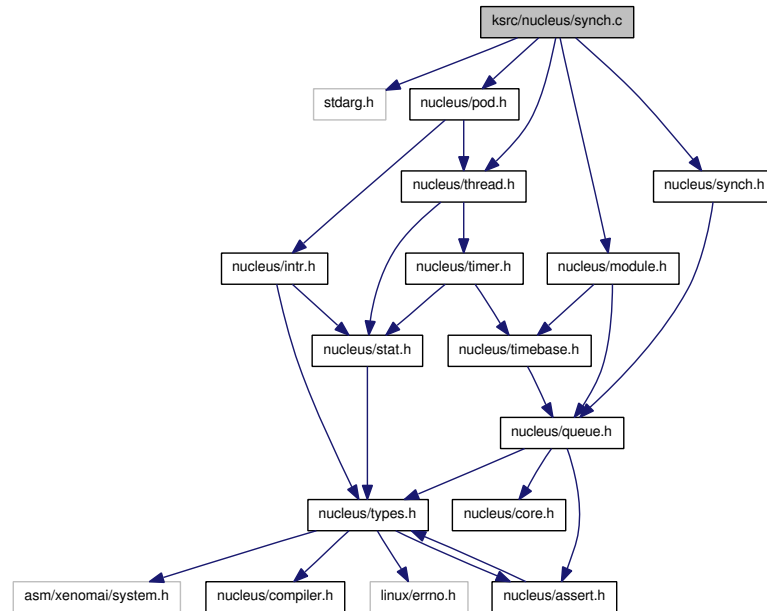 ksrc/nucleus/synch.c
stdarg.h
nucleus/pod.h
nucleus/thread.h
nucleus/synch.h
nucleus/intr.h
nucleus/timer.h
nucleus/module.h
nucleus/stat.h
nucleus/timebase.h
nucleus/queue.h
nucleus/types.h
nucleus/core.h
asm/xenomai/system.h
nucleus/compiler.h
linux/errno.h
nucleus/assert.h